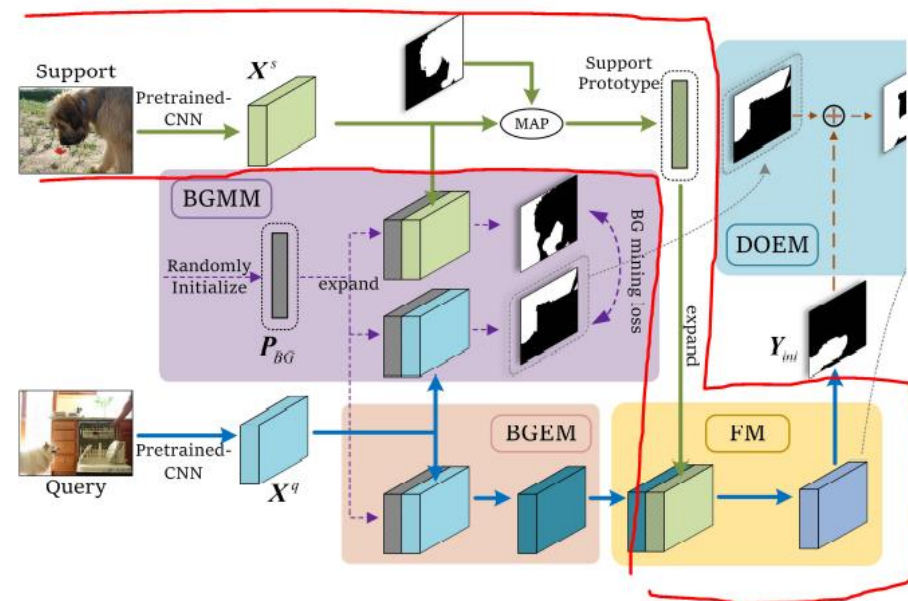 Support
Pretrained-
CNN
X^s
MAP
Support
Prototype
BGMM
Randomly
Initialize
expand
P_BG
BG mining loss
expand
DOEM
Y_ini
Pretrained-
CNN
Query
X^q
BGEM
FM